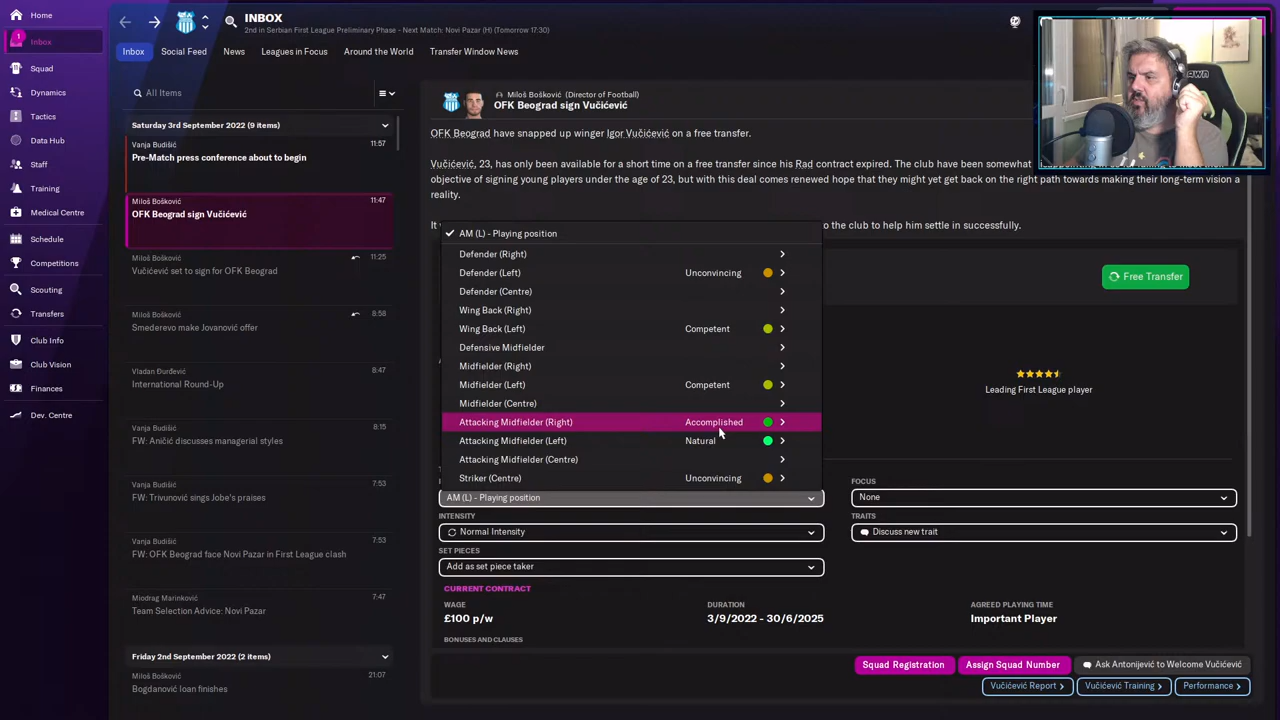 Home
INBOX
2nd in Serbian First League Preliminary Phase - Next Match: Novi Pazar (H) (Tomorrow 17:30)
1
Inbox
Inbox
Social Feed
News
Leagues in Focus
Around the World
Transfer Window News
Squad
Dynamics
Tactics
Data Hub
Staff
Training
Medical Centre
Schedule
Competitions
Scouting
Transfers
Club Info
Club Vision
Finances
Dev. Centre
All Items
Saturday 3rd September 2022 (9 items)
Vanja Budišić
11:57
Pre-Match press conference about to begin
Miloš Bošković
11:47
OFK Beograd sign Vučićević
Miloš Bošković
11:25
Vučićević set to sign for OFK Beograd
Miloš Bošković
8:58
Smederevo make Jovanović offer
Vladan Đurđević
8:47
International Round-Up
Vanja Budišić
8:15
FW: Aničić discusses managerial styles
Vanja Budišić
7:53
FW: Trivunović sings Jobe's praises
Vanja Budišić
7:53
FW: OFK Beograd face Novi Pazar in First League clash
Miodrag Marinković
7:47
Team Selection Advice: Novi Pazar
Friday 2nd September 2022 (2 items)
Miloš Bošković
21:07
Bogdanović loan finishes
Miloš Bošković (Director of Football)
OFK Beograd sign Vučićević
OFK Beograd have snapped up winger Igor Vučićević on a free transfer.
Vučićević, 23, has only been available for a short time on a free transfer since his Rad contract expired. The club have been somewhat
objective of signing young players under the age of 23, but with this deal comes renewed hope that they might yet get back on the right path towards making their long-term vision a
reality.
It
to the club to help him settle in successfully.
AM (L) - Playing position
Defender (Right)
Defender (Left) Unconvincing
Defender (Centre)
Wing Back (Right)
Wing Back (Left) Competent
Defensive Midfielder
Midfielder (Right)
Midfielder (Left) Competent
Midfielder (Centre)
Attacking Midfielder (Right) Accomplished
Attacking Midfielder (Left) Natural
Attacking Midfielder (Centre)
Striker (Centre) Unconvincing
Free Transfer
Leading First League player
AM (L) - Playing position
FOCUS
None
INTENSITY
Normal Intensity
TRAITS
Discuss new trait
SET PIECES
Add as set piece taker
CURRENT CONTRACT
WAGE
£100 p/w
DURATION
3/9/2022 - 30/6/2025
AGREED PLAYING TIME
Important Player
BONUSES AND CLAUSES
Squad Registration
Assign Squad Number
Ask Antonijević to Welcome Vučićević
Vučićević Report
Vučićević Training
Performance